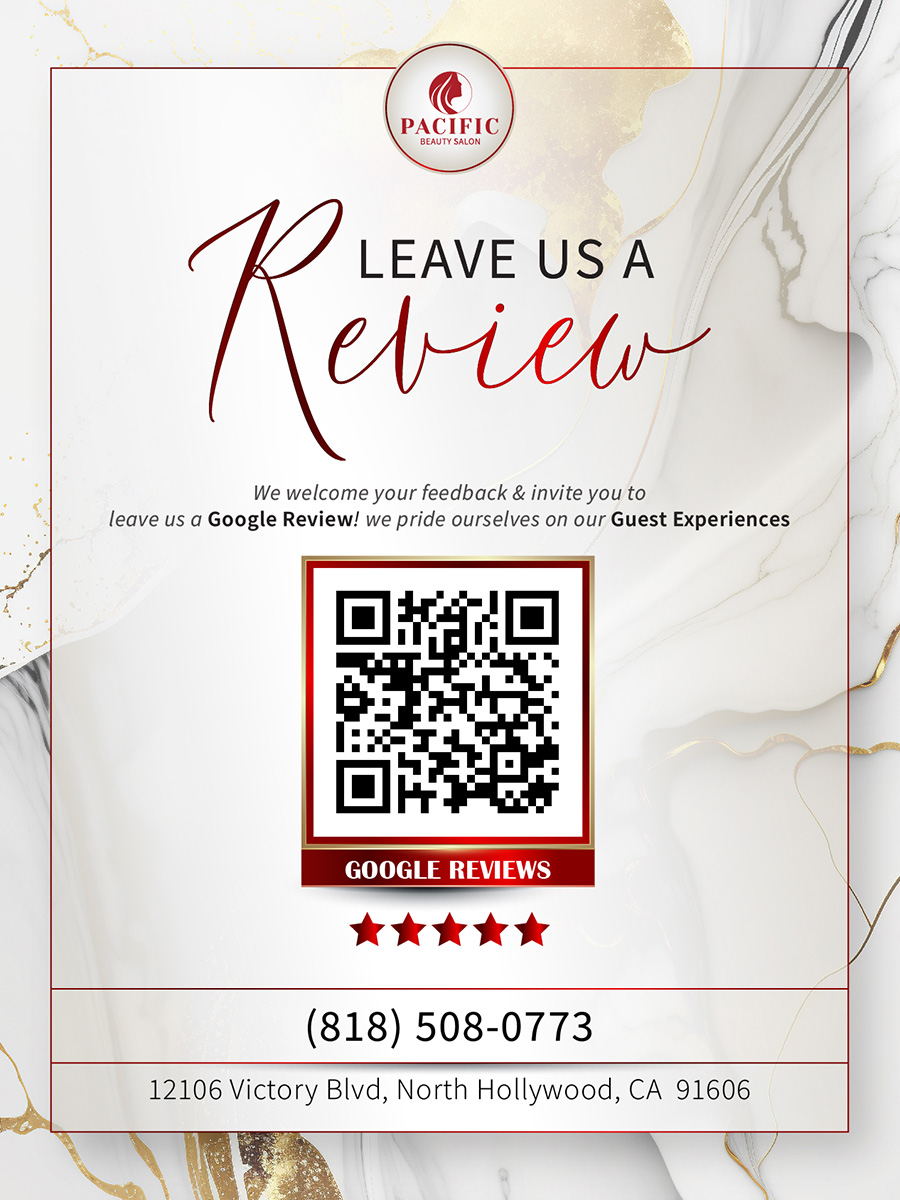 PACIFIC
BEAUTY SALON
LEAVE US A
Review
We welcome your feedback & invite you to
leave us a Google Review! we pride ourselves on our Guest Experiences
GOOGLE REVIEWS
(818) 508-0773
12106 Victory Blvd, North Hollywood, CA 91606